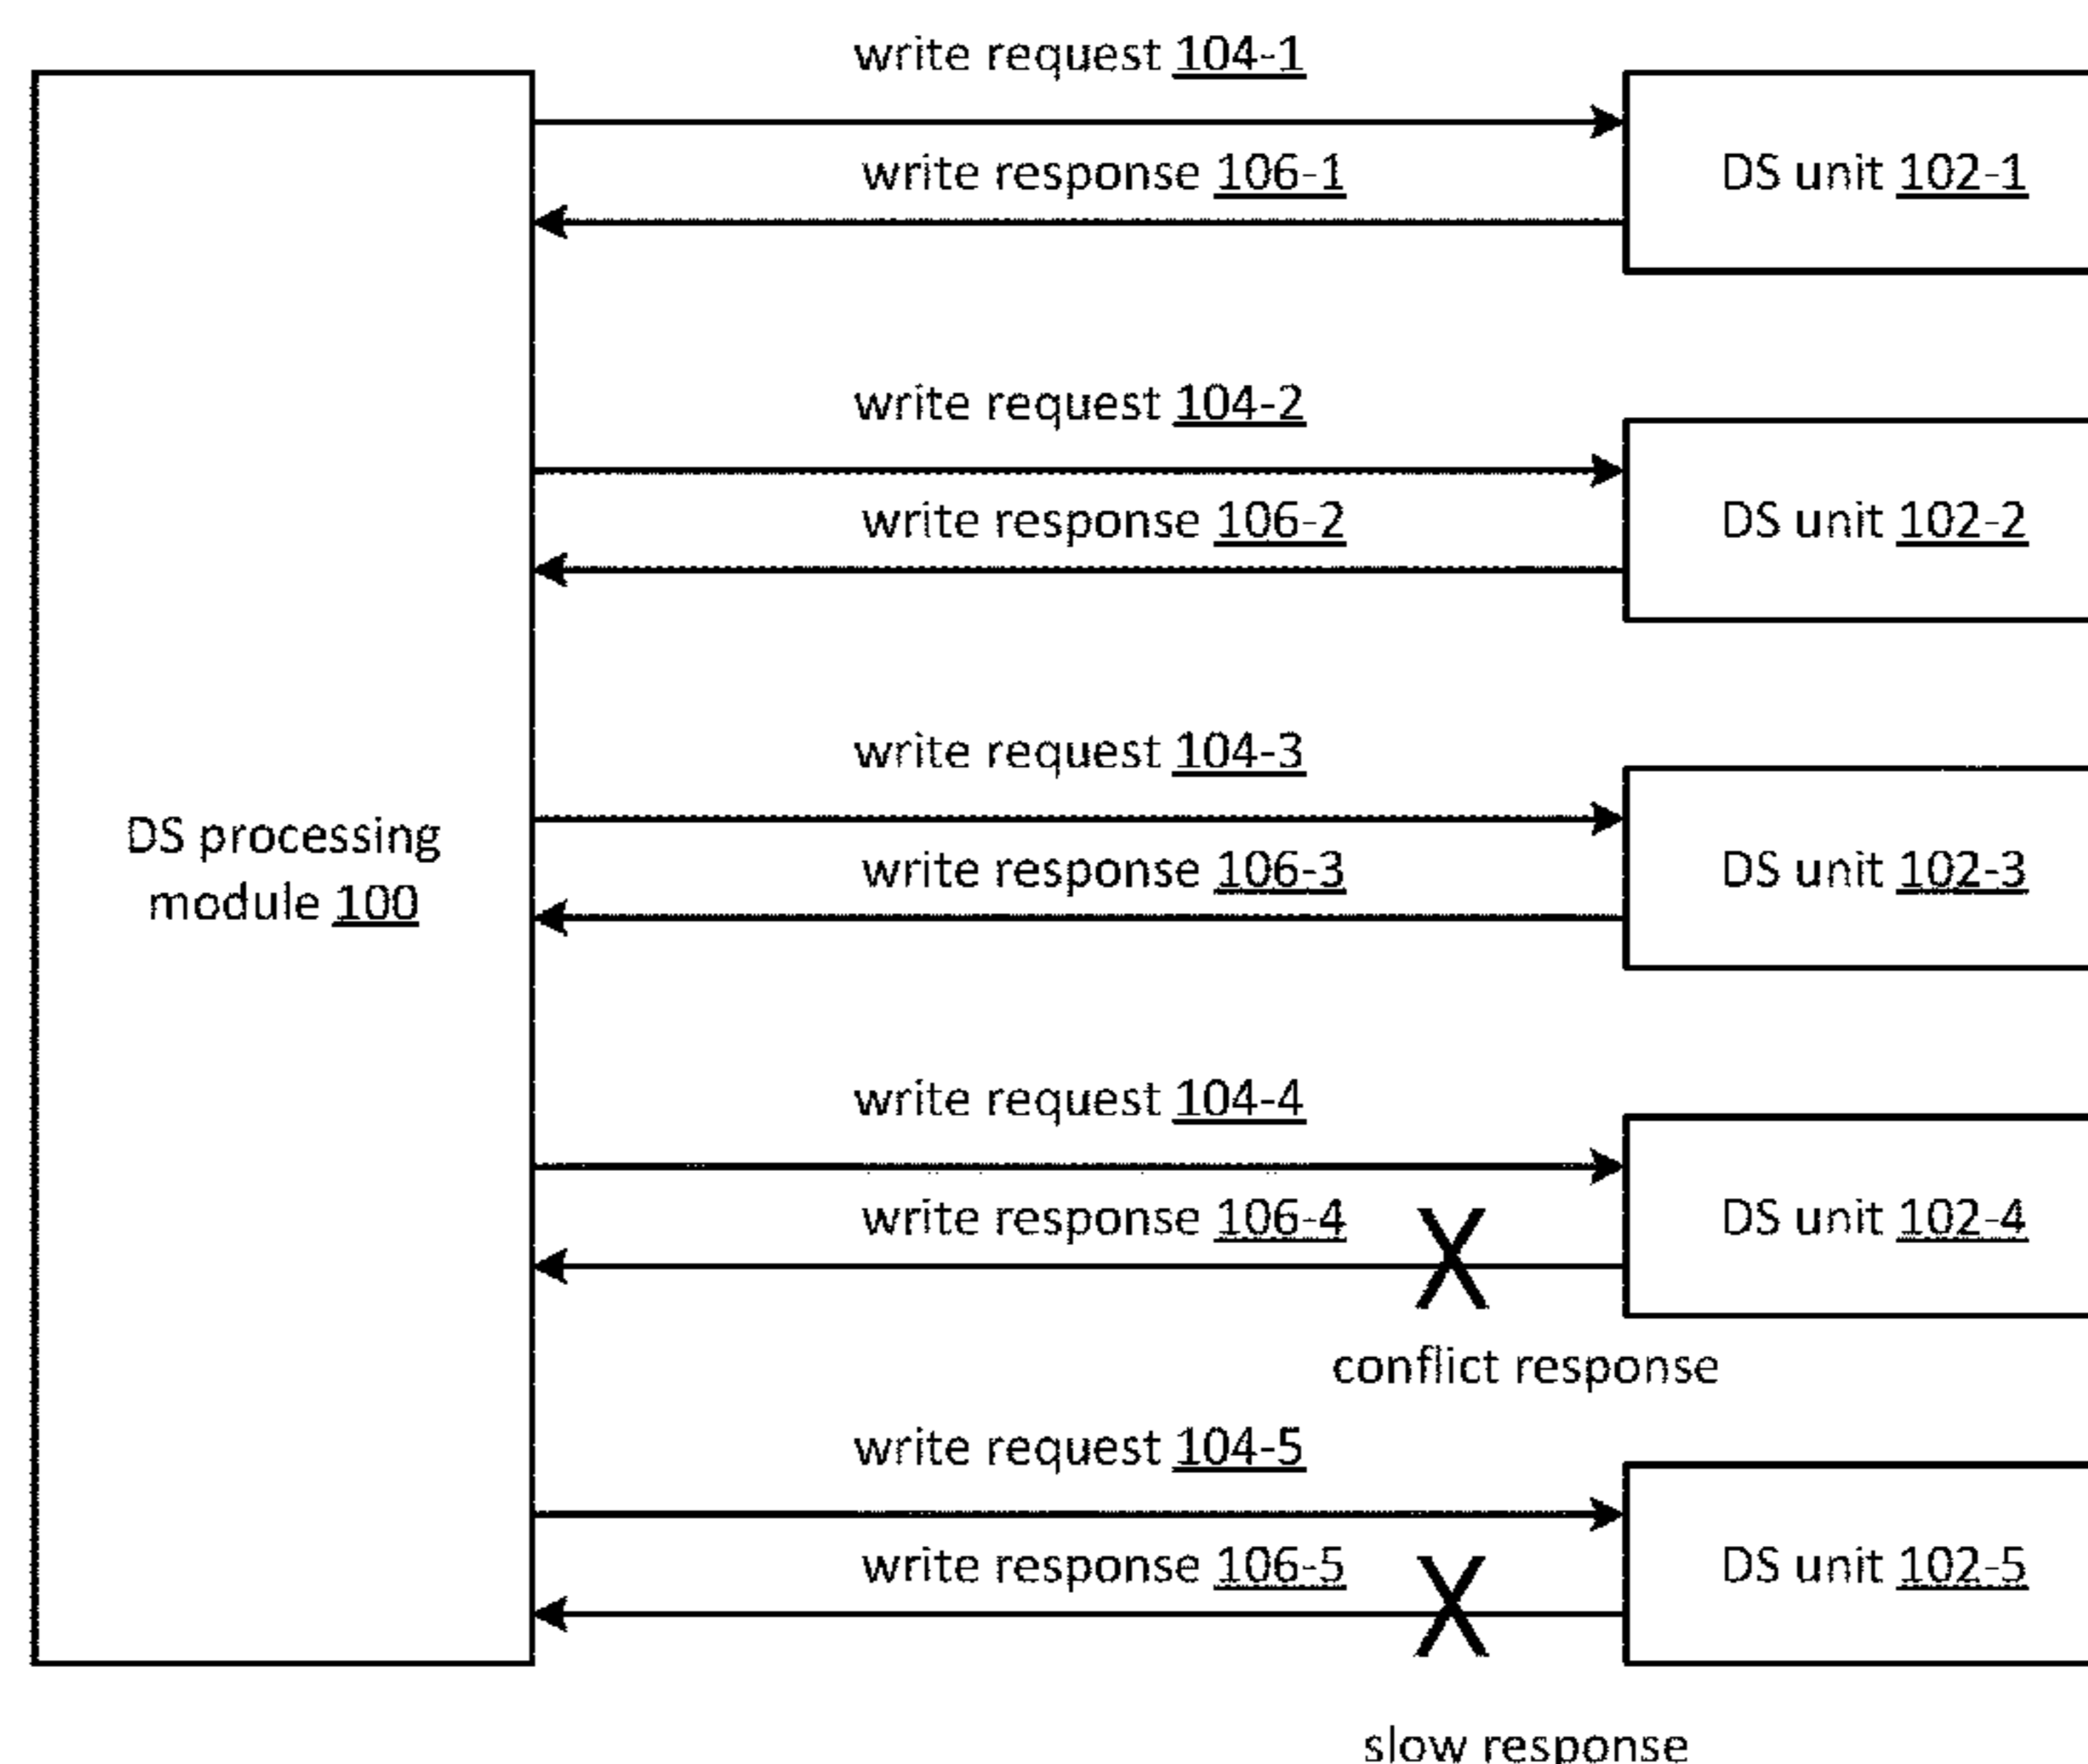 write request 104-1
write response 106-1
DS unit 102-1
write request 104-2
write response 106-2
DS unit 102-2
write request 104-3
DS processing
module 100
write response 106-3
DS unit 102-3
write request 104-4
write response 106-4
X
DS unit 102-4
conflict response
write request 104-5
write response 106-5
X
DS unit 102-5
slow response